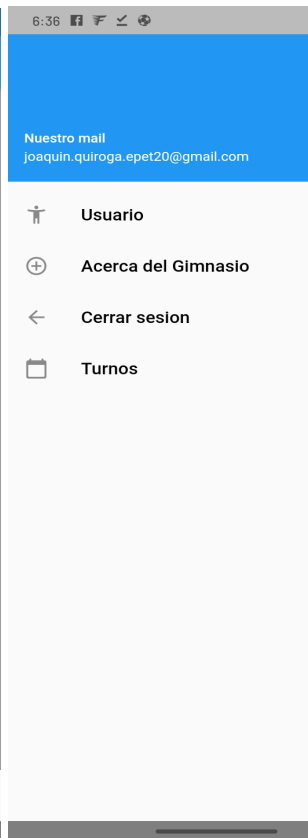 6:36
Nuestro mail
joaquin.quiroga.epet20@gmail.com
Usuario
Acerca del Gimnasio
Cerrar sesion
Turnos